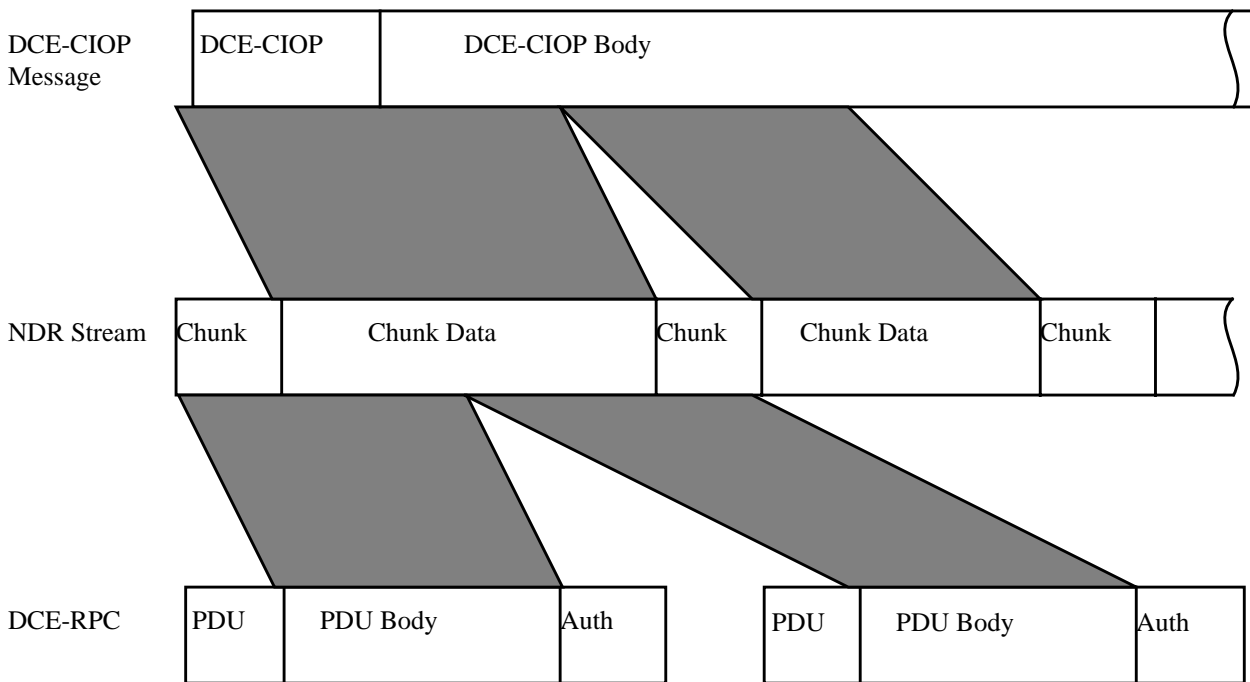 DCE-CIOP Message
DCE-CIOP
DCE-CIOP Body
NDR Stream
Chunk
Chunk Data
Chunk
Chunk Data
Chunk
DCE-RPC
PDU
PDU Body
Auth
PDU
PDU Body
Auth